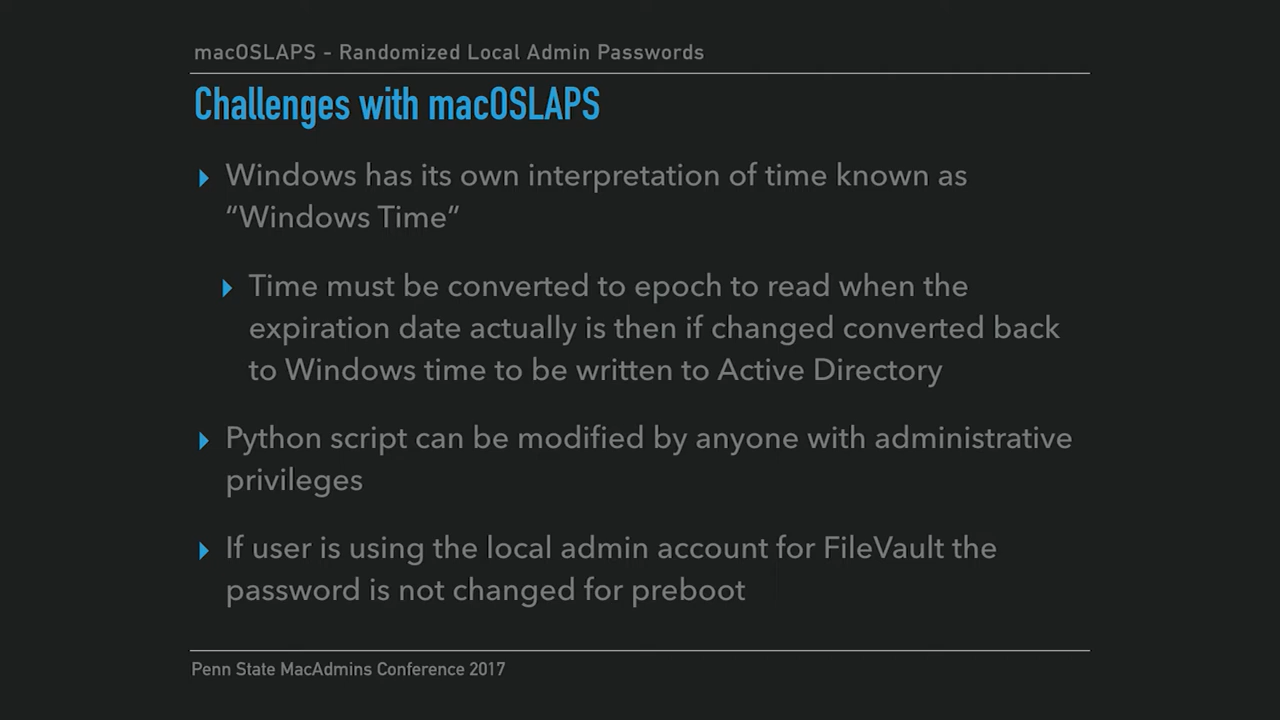 macOSLAPS - Randomized Local Admin Passwords
Challenges with macOSLAPS
Windows has its own interpretation of time known as
“Windows Time“
Time must be converted to epoch to read when the
expiration date actually is then if changed converted back
to Windows time to be written to Active Directory
Python script can be modified by anyone with administrative
privileges
If user is using the local admin account for FileVault the
password is not changed for preboot
Penn State MacAdmins Conference 2017